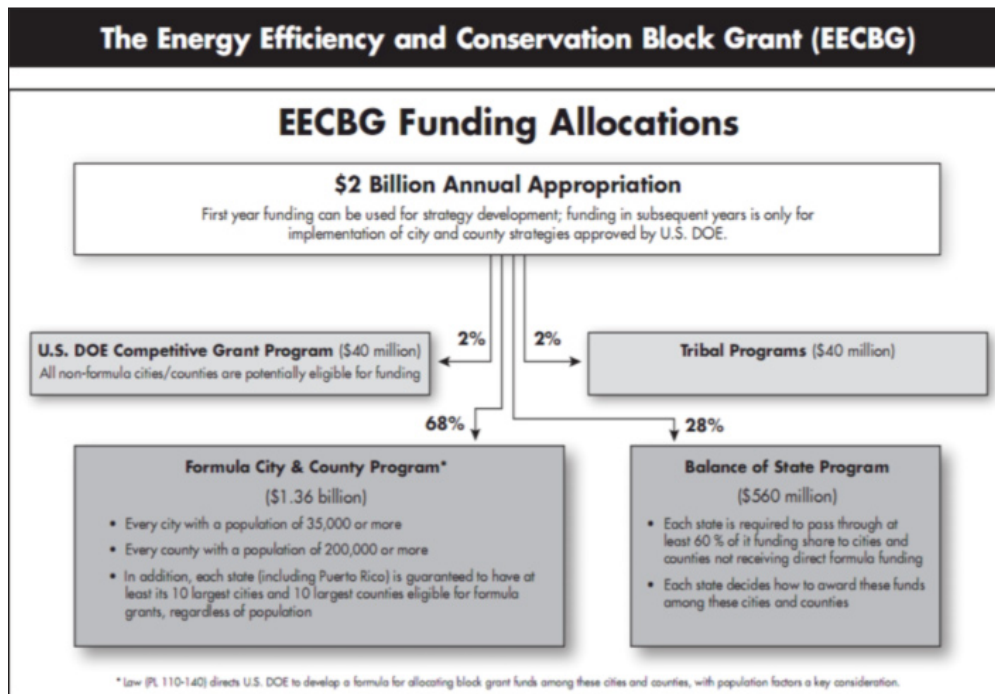 The Energy Efficiency and Conservation Block Grant (EECBG)
EECBG Funding Allocations
$2 Billion Annual Appropriation
First year funding can be used for strategy development; funding in subsequent years is only for
implementation of city and county strategies approved by U.S. DOE.
2%
2%
U.S. DOE Competitive Grant Program ($40 million)
All non-formula cities/counties are potentially eligible for funding
Tribal Programs ($40 million)
68%
28%
Formula City & County Program*
($1.36 billion)
• Every city with a population of 35,000 or more
• Every county with a population of 200,000 or more
• In addition, each state (including Puerto Rico) is guaranteed to have at
least its 10 largest cities and 10 largest counties eligible for formula
grants, regardless of population
Balance of State Program
($560 million)
• Each state is required to pass through at
least 60 % of it funding share to cities and
counties not receiving direct formula funding
• Each state decides how to award these funds
among these cities and counties
* Law (PL 110-140) directs U.S. DOE to develop a formula for allocating block grant funds among these cities and counties, with population factors a key consideration.